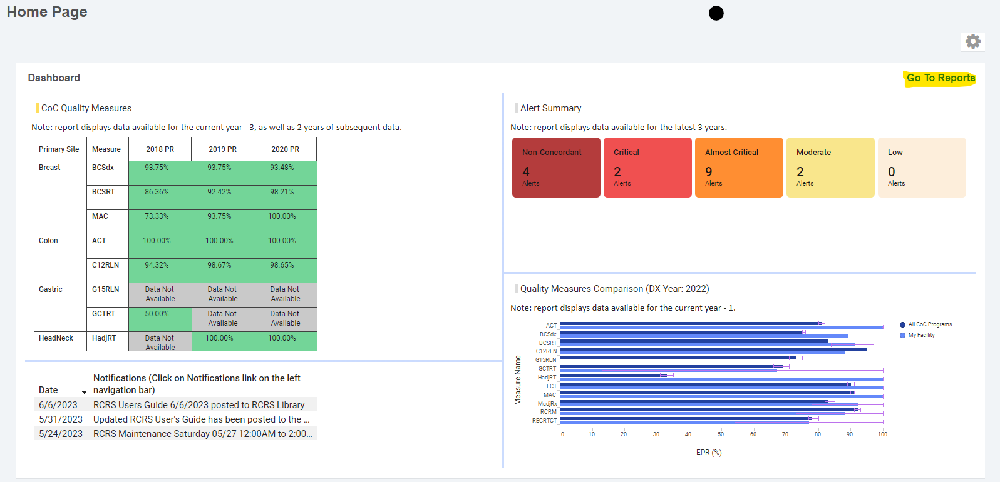 Home Page
Dashboard
Go To Reports
CoC Quality Measures
Note: report displays data available for the current year - 3, as well as 2 years of subsequent data.
Primary Site Measure 2018 PR 2019 PR 2020 PR
Breast BCSdx 93.75% 93.75% 93.48%
BCSRT 86.36% 92.42% 98.21%
MAC 73.33% 93.75% 100.00%
Colon ACT 100.00% 100.00% 100.00%
C12RLN 94.32% 98.67% 98.65%
Gastric G15RLN Data Not Data Not Data Not
Available Available Available
GCTRT 50.00% Data Not Data Not
Available Available
HeadNeck HadjRT Data Not 100.00% 100.00%
Available
Date Notifications (Click on Notifications link on the left
navigation bar)
6/6/2023 RCRS Users Guide 6/6/2023 posted to RCRS Library
5/31/2023 Updated RCRS User's Guide has been posted to the ...
5/24/2023 RCRS Maintenance Saturday 05/27 12:00AM to 2:00...
Alert Summary
Note: report displays data available for the latest 3 years.
Non-Concordant Critical Almost Critical Moderate Low
4 2 9 2 0
Alerts Alerts Alerts Alerts Alerts
Quality Measures Comparison (DX Year: 2022)
Note: report displays data available for the current year - 1.
Measure Name
ACT
BCSdx
BCSRT
C12RLN
G15RLN
GCTRT
HadjRT
LCT
MAC
MadjRx
RCRM
RECRTCT
0 10 20 30 40 50 60 70 80 90 100
EPR (%)
All CoC Programs
My Facility